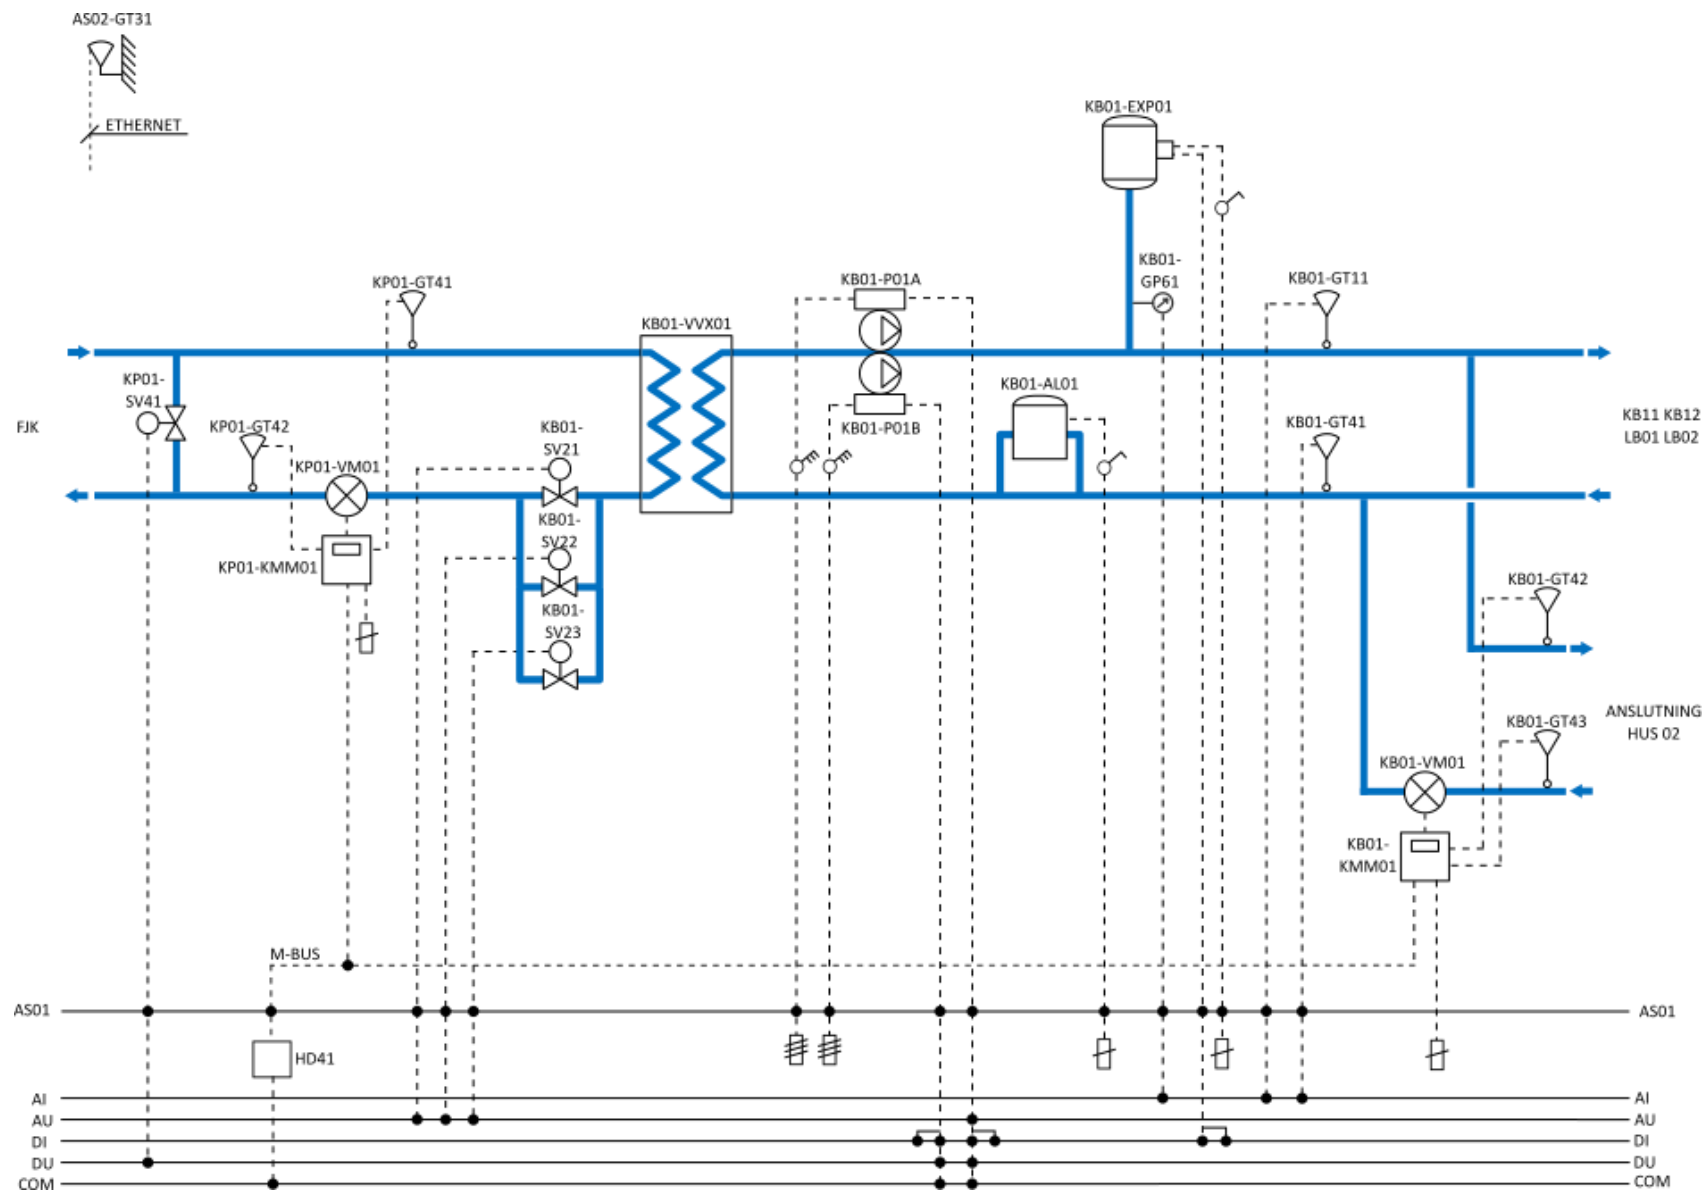 AS02-GT31
ETHERNET
KB01-EXP01
KB01-
GP61
KP01-GT41
KB01-P01A
KB01-GT11
KB01-VVX01
KP01-
SV41
KB01-AL01
KP01-GT42
KB01-
SV21
KB01-P01B
KB01-GT41
KB11 KB12
LB01 LB02
FJK
KP01-VM01
KB01-
SV22
KP01-KMM01
KB01-GT42
KB01-
SV23
ANSLUTNING
HUS 02
KB01-GT43
KB01-VM01
KB01-
KMM01
M-BUS
AS01
AS01
HD41
AI
AI
AU
AU
DI
DI
DU
DU
COM
COM